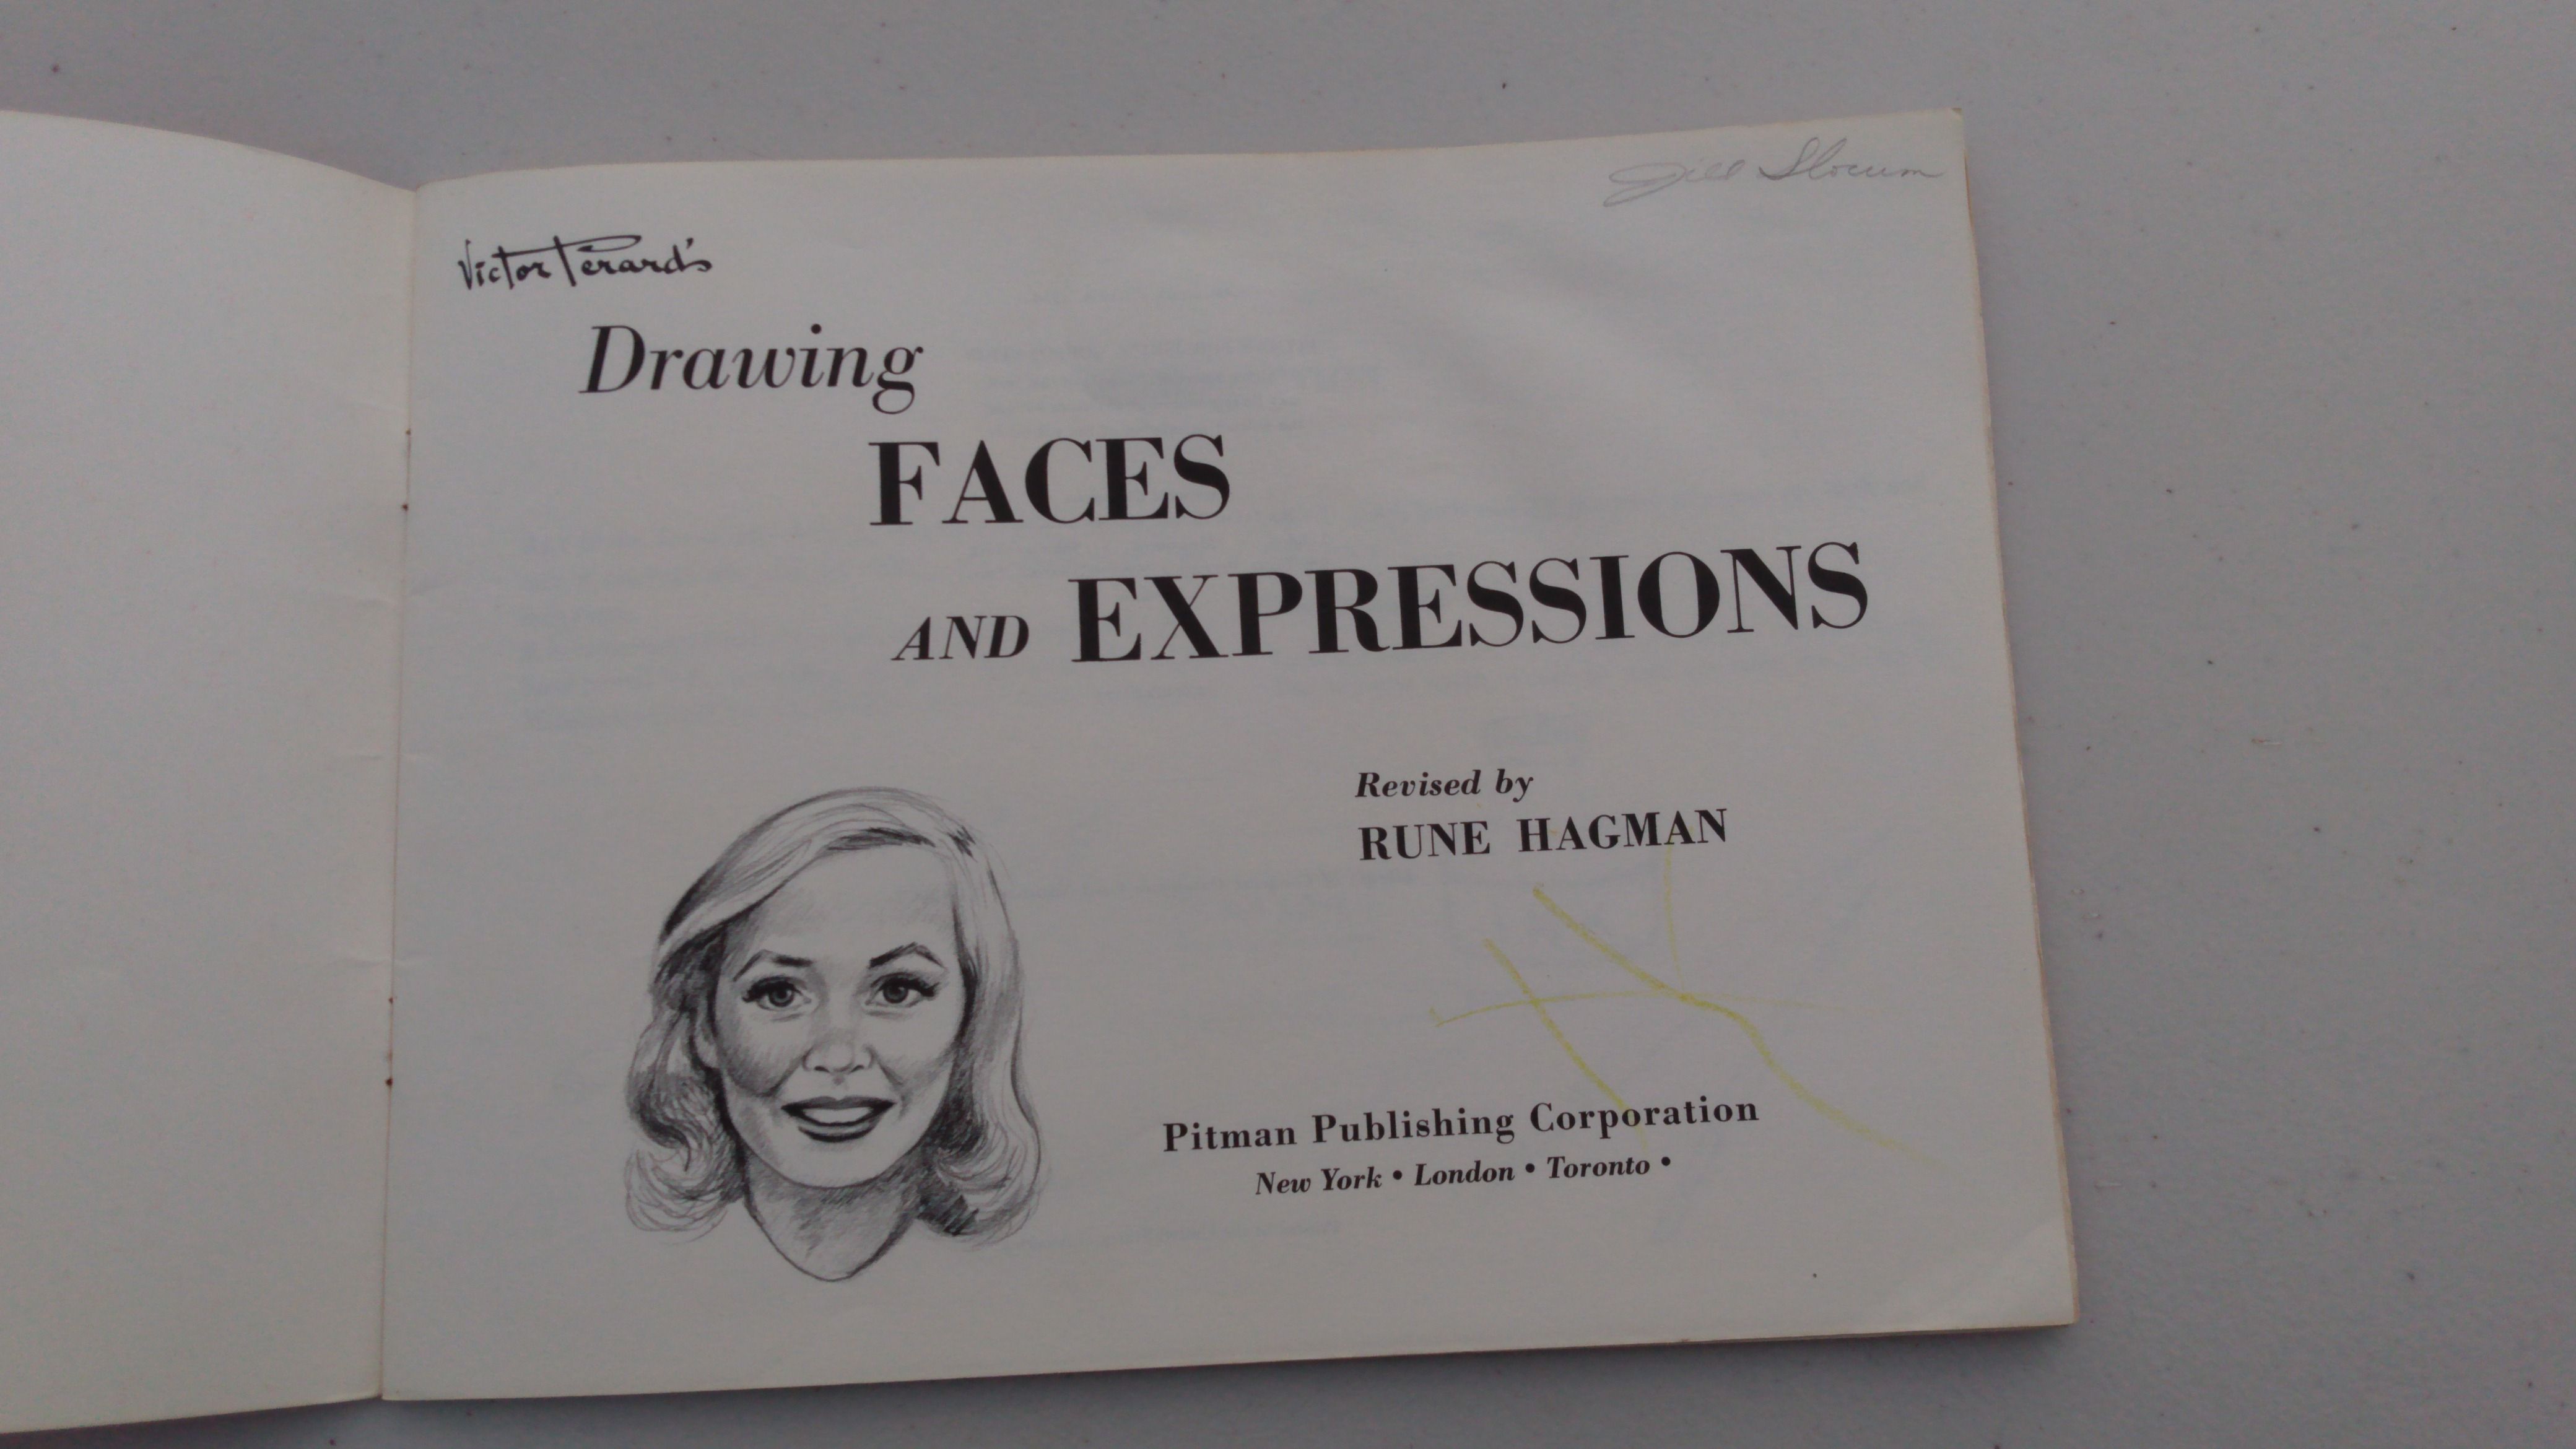 Jill Slocum
Victor Perard's
Drawing
FACES
AND EXPRESSIONS
Revised by
RUNE HAGMAN
Pitman Publishing Corporation
New York • London • Toronto •